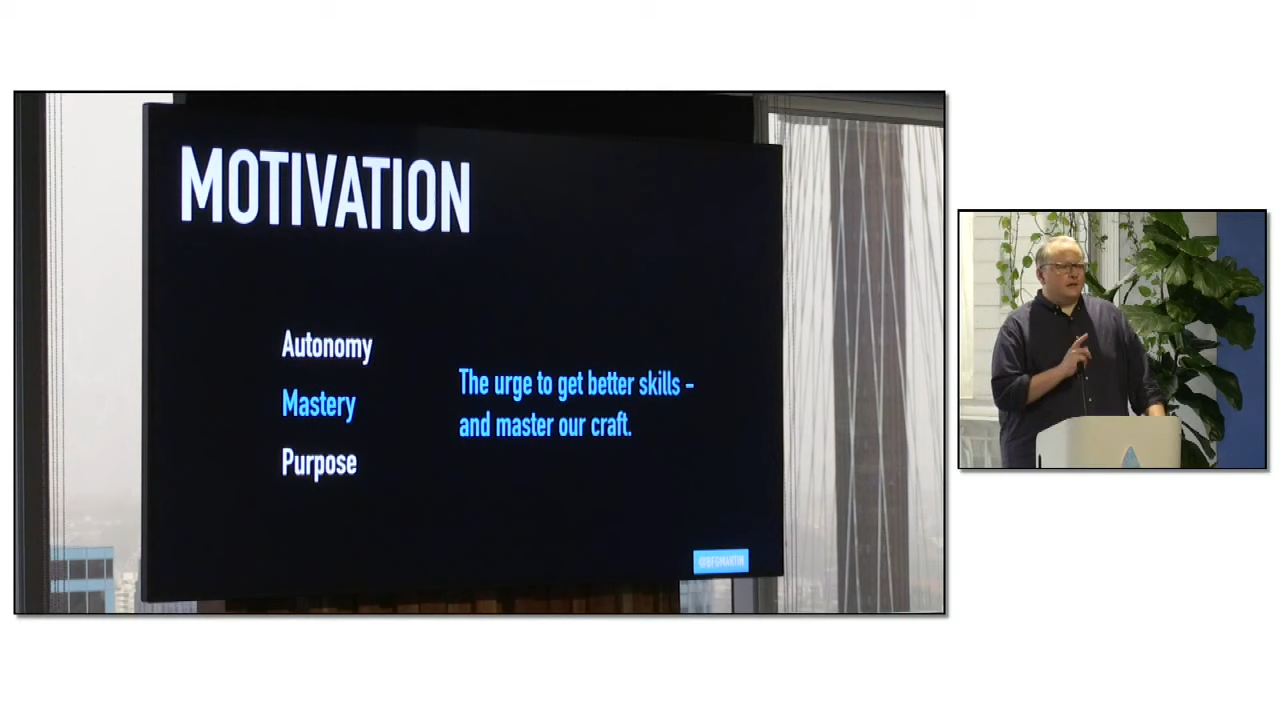 MOTIVATION
Autonomy
Mastery
Purpose
The urge to get better skills –
and master our craft.